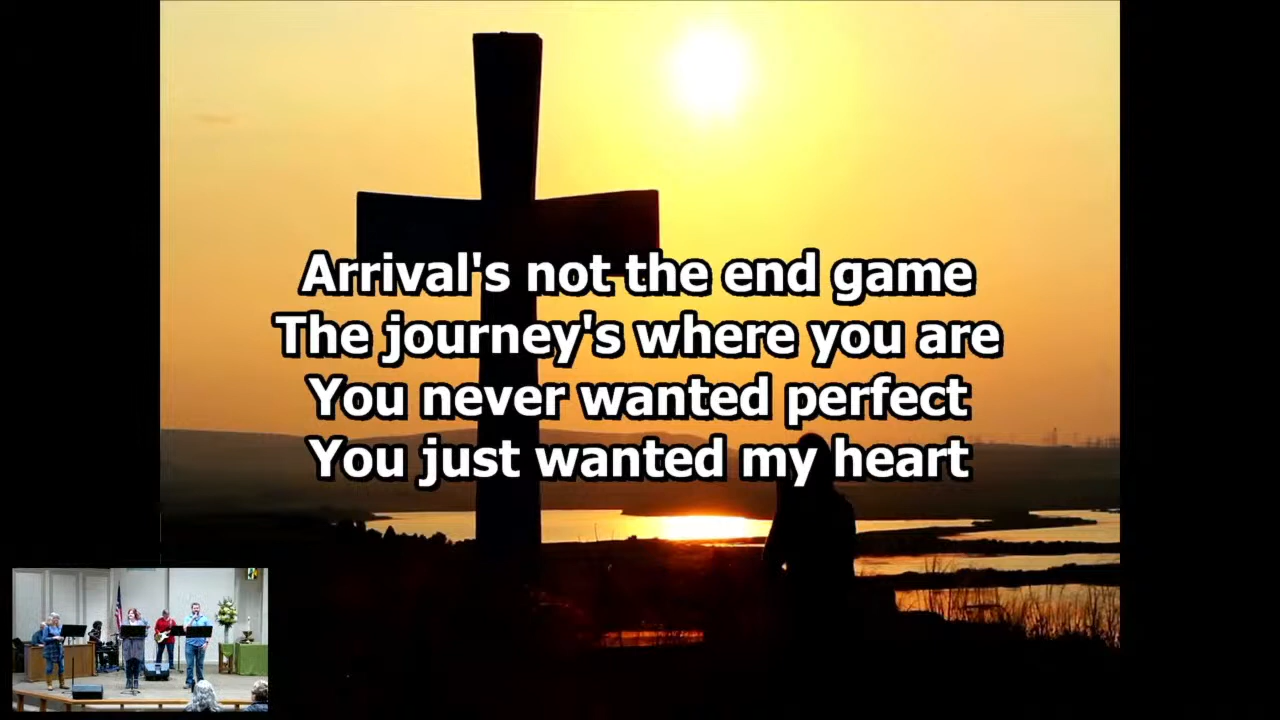 Arrival's not the end game
The journey's where you are
You never wanted perfect
You just wanted my heart